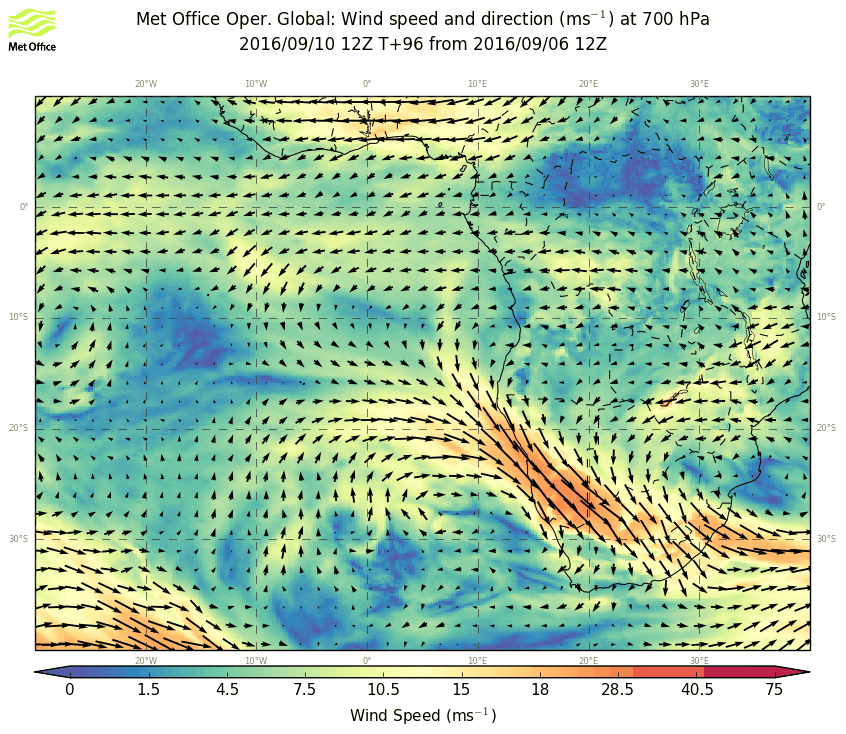 Met Office Oper. Global: Wind speed and direction (ms⁻¹) at 700 hPa
2016/09/10 12Z T+96 from 2016/09/06 12Z
Met Office
20°W 10°W 0° 10°E 20°E 30°E
0° 0°
10°S 10°S
20°S 20°S
30°S 30°S
20°W 10°W 0° 10°E 20°E 30°E
0 1.5 4.5 7.5 10.5 15 18 28.5 40.5 75
Wind Speed (ms⁻¹)